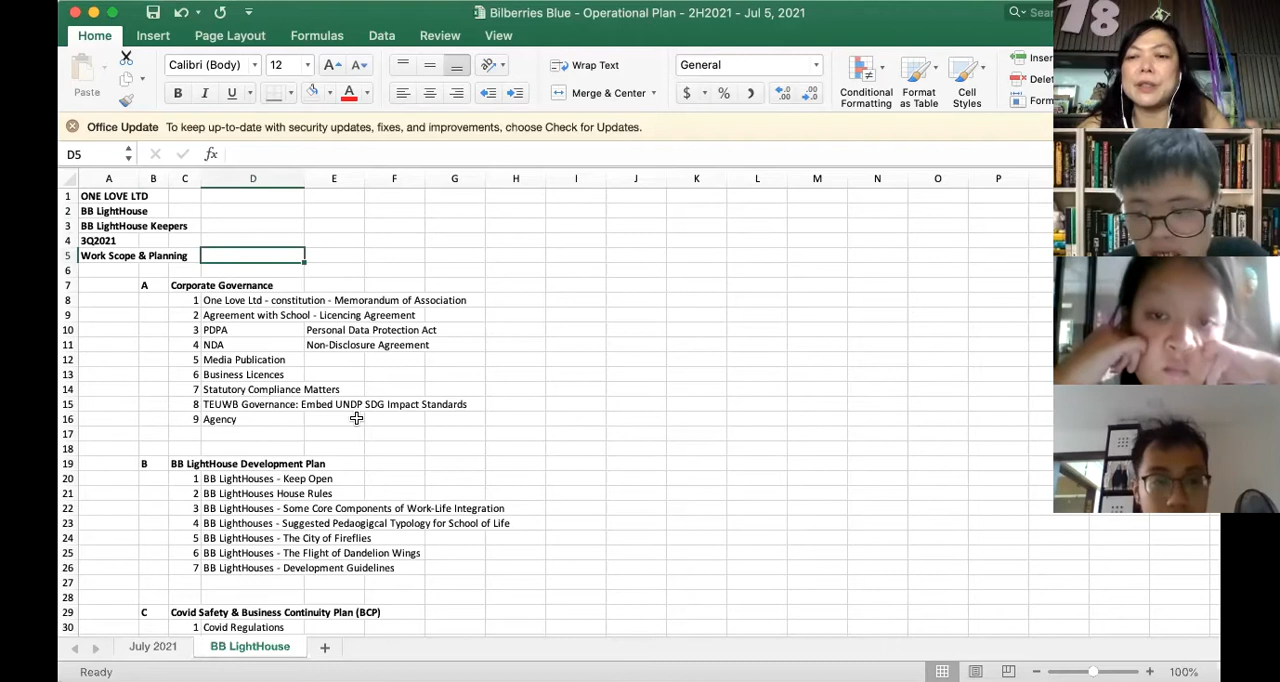 Bilberries Blue - Operational Plan - 2H2021 - Jul 5, 2021
Home Insert Page Layout Formulas Data Review View
Paste
Calibri (Body) 12
General
Wrap Text
Merge & Center
Conditional Formatting
Format as Table
Cell Styles
Office Update To keep up-to-date with security updates, fixes, and improvements, choose Check for Updates.
D5 fx
A B C D E F G H I J K L M N O P
1 ONE LOVE LTD
2 BB LightHouse
3 BB LightHouse Keepers
4 3Q2021
5 Work Scope & Planning
6
7 A Corporate Governance
8 1 One Love Ltd - constitution - Memorandum of Association
9 2 Agreement with School - Licencing Agreement
10 3 PDPA Personal Data Protection Act
11 4 NDA Non-Disclosure Agreement
12 5 Media Publication
13 6 Business Licences
14 7 Statutory Compliance Matters
15 8 TEUWB Governance: Embed UNDP SDG Impact Standards
16 9 Agency
17
18
19 B BB LightHouse Development Plan
20 1 BB LightHouses - Keep Open
21 2 BB LightHouses House Rules
22 3 BB LightHouses - Some Core Components of Work-Life Integration
23 4 BB Lighthouses - Suggested Pedaogigcal Typology for School of Life
24 5 BB LightHouses - The City of Fireflies
25 6 BB LightHouses - The Flight of Dandelion Wings
26 7 BB LightHouses - Development Guidelines
27
28
29 C Covid Safety & Business Continuity Plan (BCP)
30 1 Covid Regulations
July 2021 BB LightHouse
Ready 100%
18